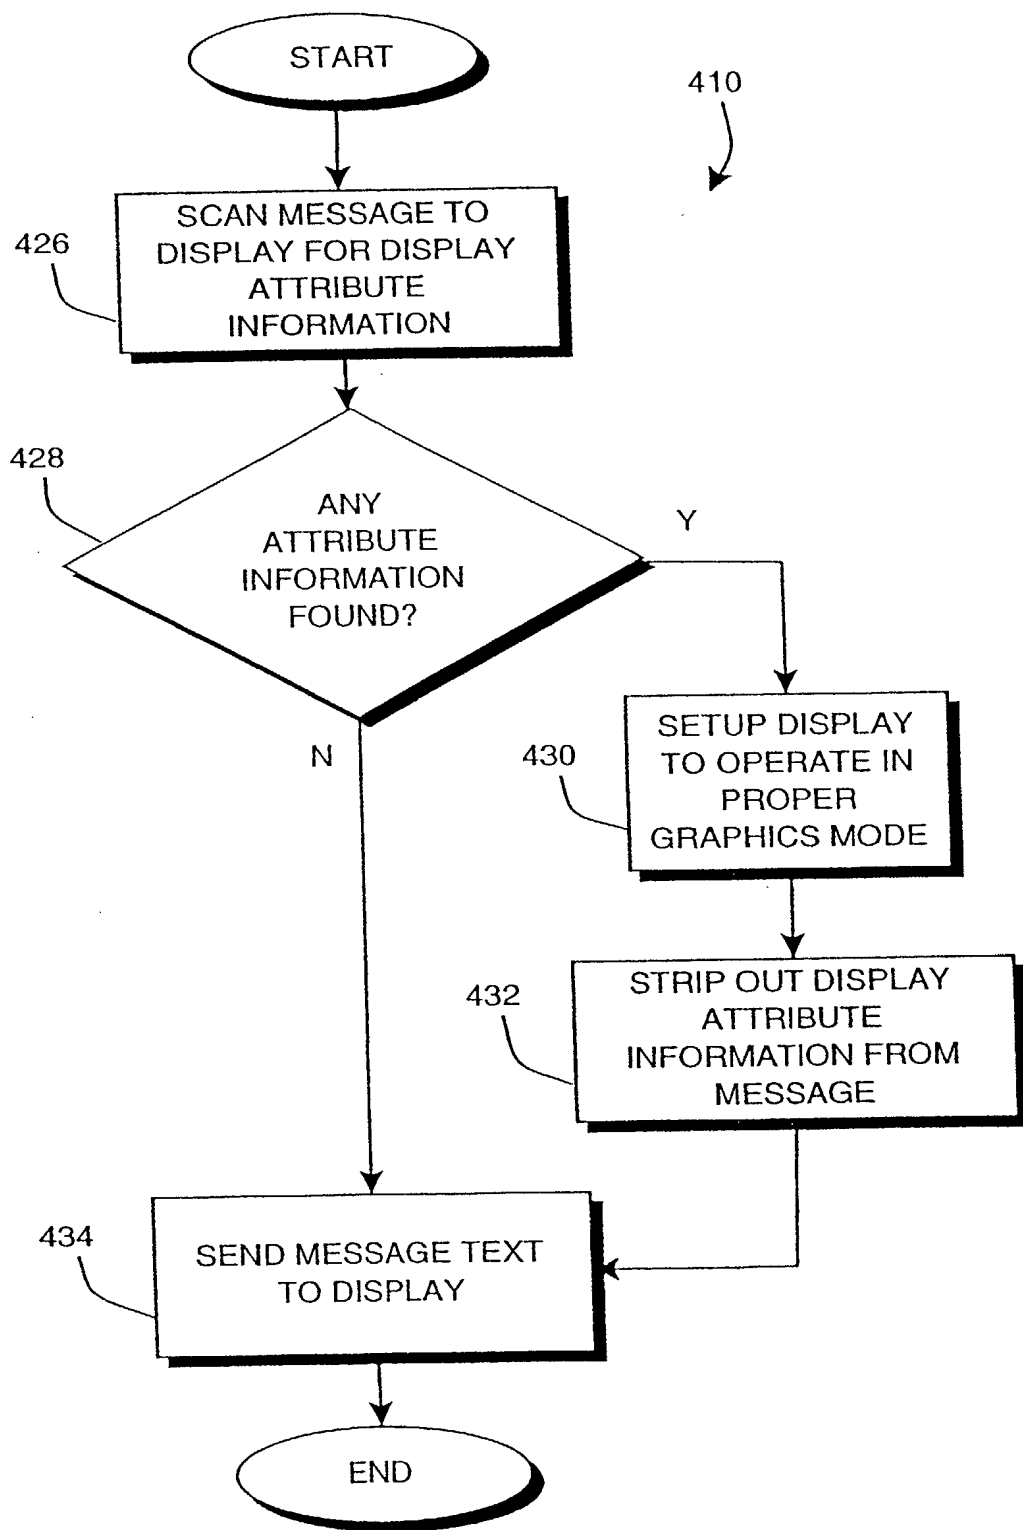 START
410
SCAN MESSAGE TO
DISPLAY FOR DISPLAY
ATTRIBUTE
INFORMATION
426
428
ANY
ATTRIBUTE
INFORMATION
FOUND?
Y
N
430
SETUP DISPLAY
TO OPERATE IN
PROPER
GRAPHICS MODE
432
STRIP OUT DISPLAY
ATTRIBUTE
INFORMATION FROM
MESSAGE
434
SEND MESSAGE TEXT
TO DISPLAY
END